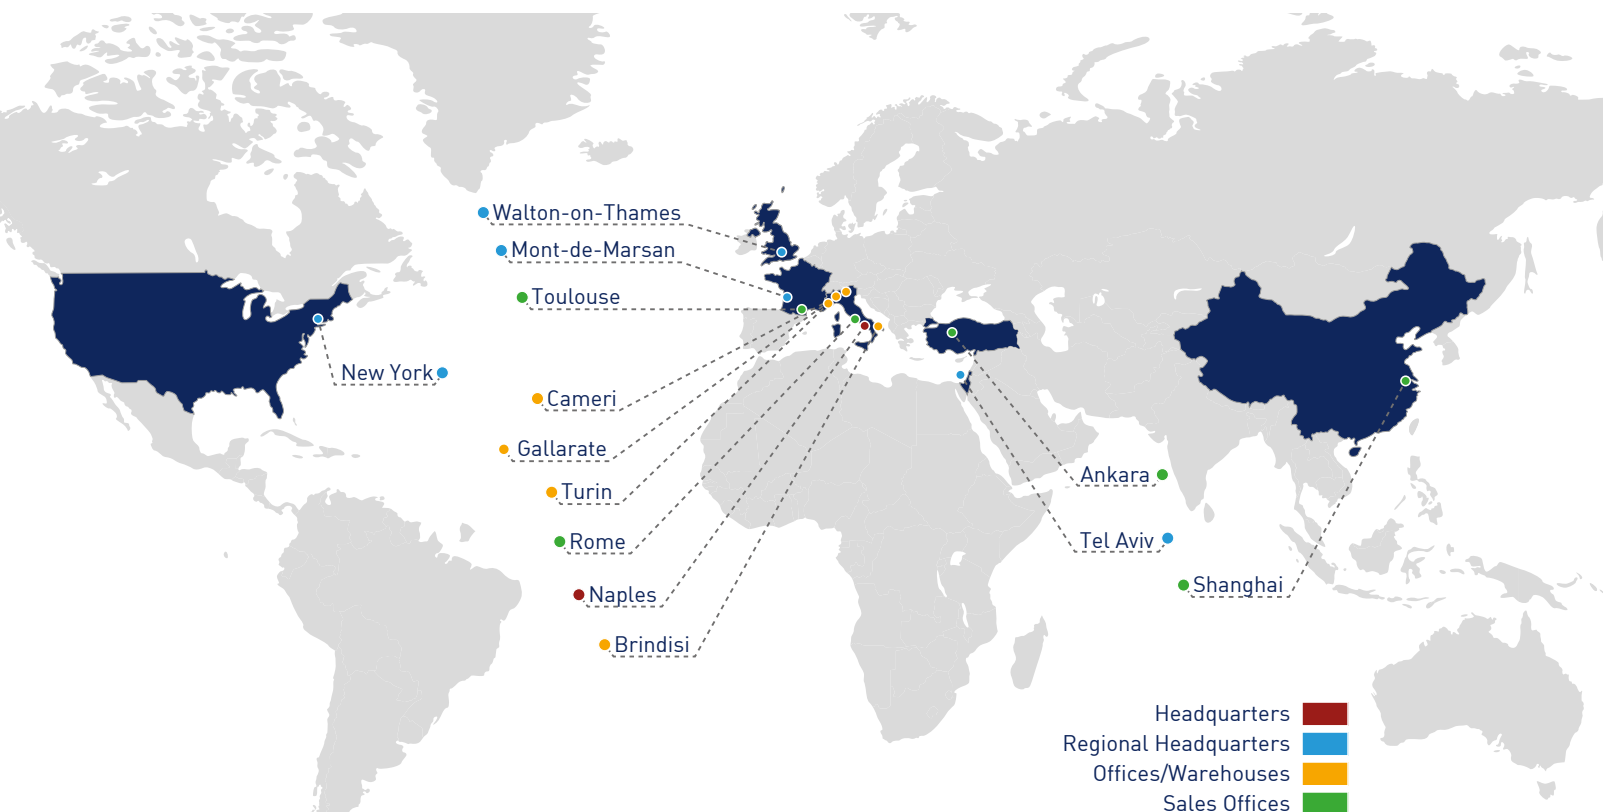 Walton-on-Thames
Mont-de-Marsan
Toulouse
New York
Cameri
Gallarate
Turin
Rome
Naples
Brindisi
Ankara
Tel Aviv
Shanghai
Headquarters
Regional Headquarters
Offices/Warehouses
Sales Offices